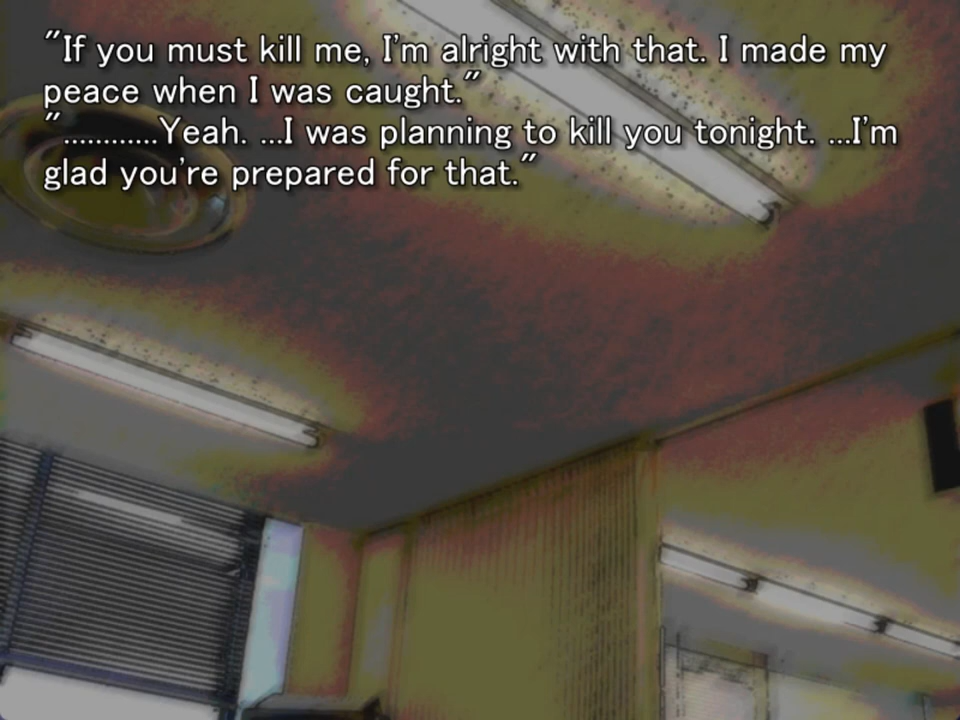 "If you must kill me, I'm alright with that. I made my
peace when I was caught."
"............Yeah. ...I was planning to kill you tonight. ...I'm
glad you're prepared for that."